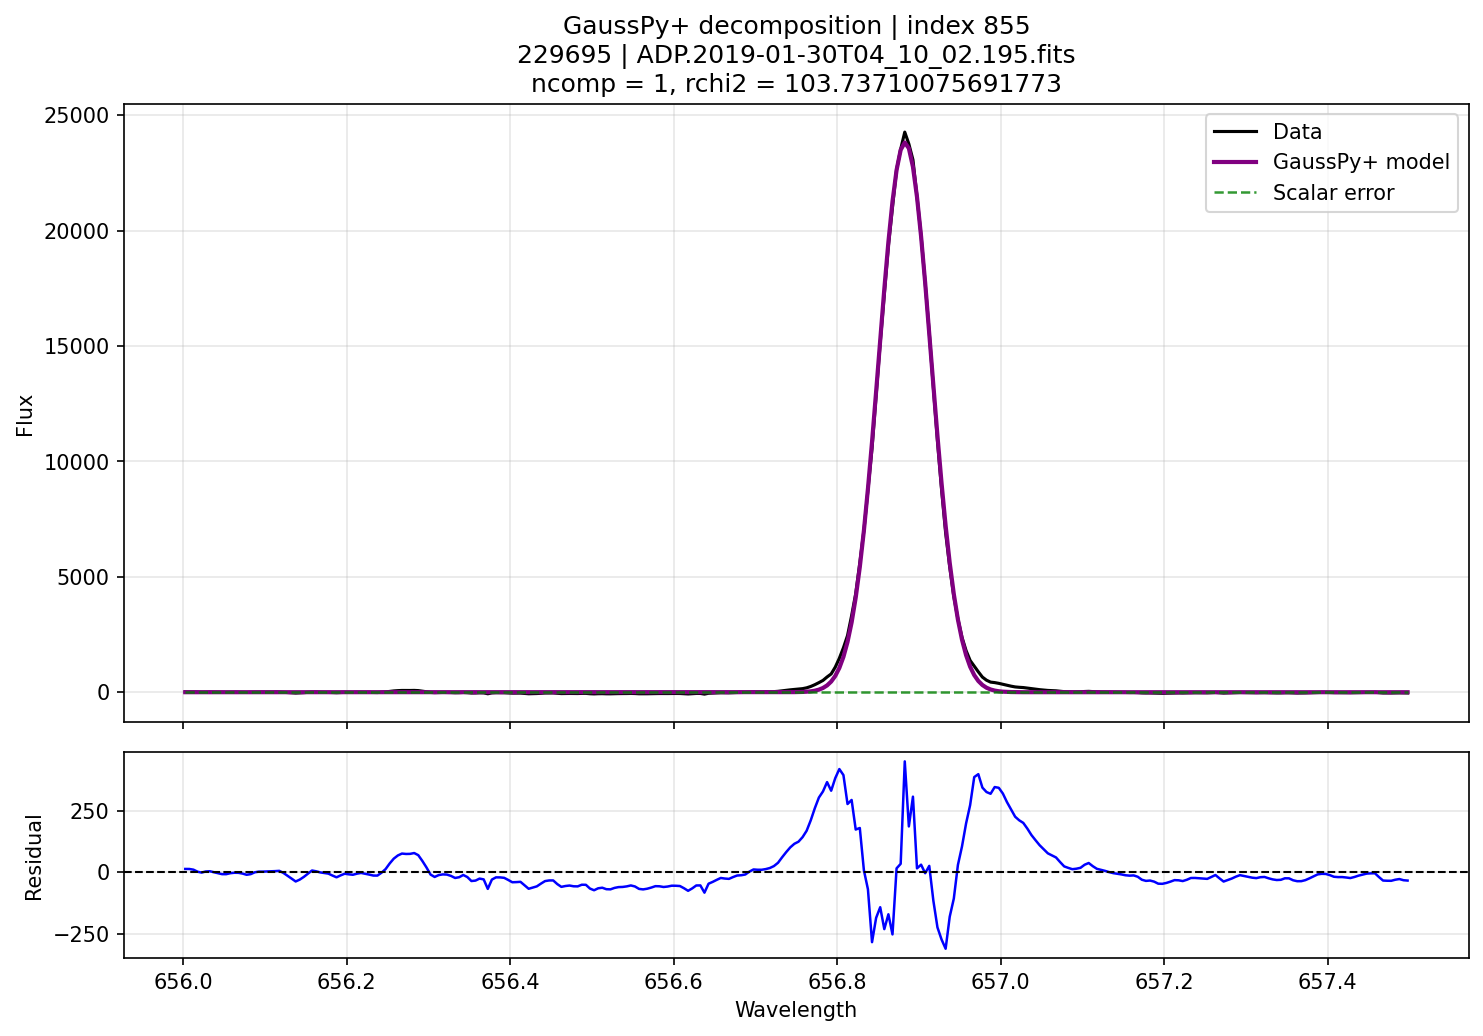 GaussPy+ decomposition | index 855
229695 | ADP.2019-01-30T04_10_02.195.fits
ncomp = 1, rchi2 = 103.73710075691773
25000
20000
15000
10000
5000
0
Flux
Data
GaussPy+ model
Scalar error
250
0
−250
Residual
656.0
656.2
656.4
656.6
656.8
657.0
657.2
657.4
Wavelength